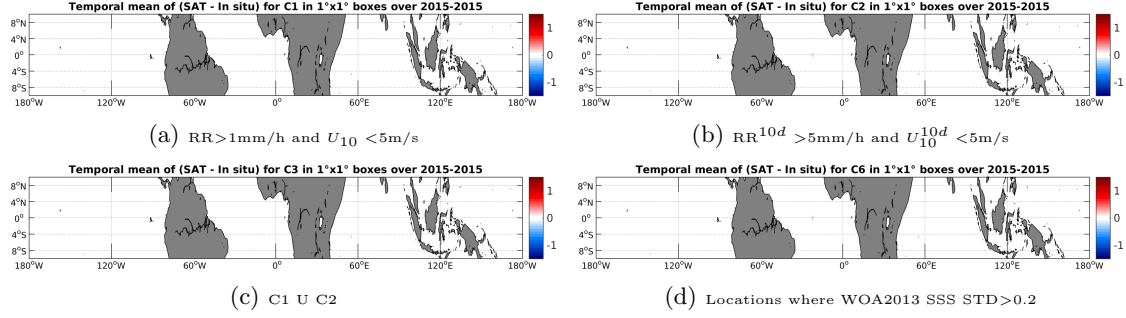 Temporal mean of (SAT - In situ) for C1 in 1°x1° boxes over 2015-2015
8°N
4°N
0°
4°S
8°S
180°W 120°W 60°W 0° 60°E 120°E 180°W
1
0
-1
(a) RR>1mm/h and U10 <5m/s
Temporal mean of (SAT - In situ) for C2 in 1°x1° boxes over 2015-2015
8°N
4°N
0°
4°S
8°S
180°W 120°W 60°W 0° 60°E 120°E 180°W
1
0
-1
(b) RR^10d >5mm/h and U10^10d <5m/s
Temporal mean of (SAT - In situ) for C3 in 1°x1° boxes over 2015-2015
8°N
4°N
0°
4°S
8°S
180°W 120°W 60°W 0° 60°E 120°E 180°W
1
0
-1
(c) C1 U C2
Temporal mean of (SAT - In situ) for C6 in 1°x1° boxes over 2015-2015
8°N
4°N
0°
4°S
8°S
180°W 120°W 60°W 0° 60°E 120°E 180°W
1
0
-1
(d) Locations where WOA2013 SSS STD>0.2